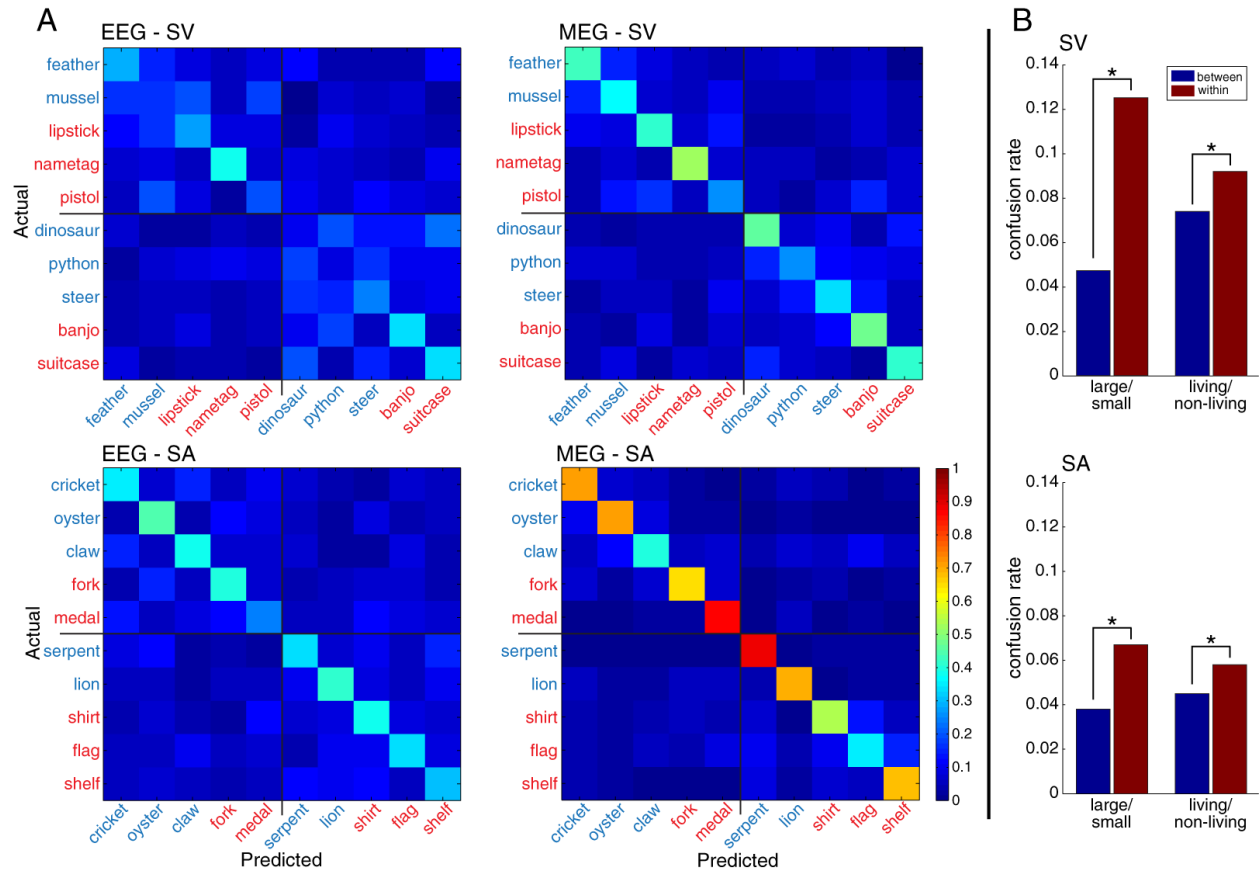 A
EEG - SV
feather
mussel
lipstick
nametag
pistol
dinosaur
python
steer
banjo
suitcase
Actual
feather
mussel
lipstick
nametag
pistol
dinosaur
python
steer
banjo
suitcase
MEG - SV
feather
mussel
lipstick
nametag
pistol
dinosaur
python
steer
banjo
suitcase
feather
mussel
lipstick
nametag
pistol
dinosaur
python
steer
banjo
suitcase
EEG - SA
cricket
oyster
claw
fork
medal
serpent
lion
shirt
flag
shelf
Actual
cricket
oyster
claw
fork
medal
serpent
lion
shirt
flag
shelf
Predicted
MEG - SA
cricket
oyster
claw
fork
medal
serpent
lion
shirt
flag
shelf
cricket
oyster
claw
fork
medal
serpent
lion
shirt
flag
shelf
Predicted
1
0.9
0.8
0.7
0.6
0.5
0.4
0.3
0.2
0.1
0
B
SV
0.14
0.12
0.1
0.08
0.06
0.04
0.02
0
confusion rate
between
within
*
*
large/
small
living/
non-living
SA
0.14
0.12
0.1
0.08
0.06
0.04
0.02
0
confusion rate
*
*
large/
small
living/
non-living